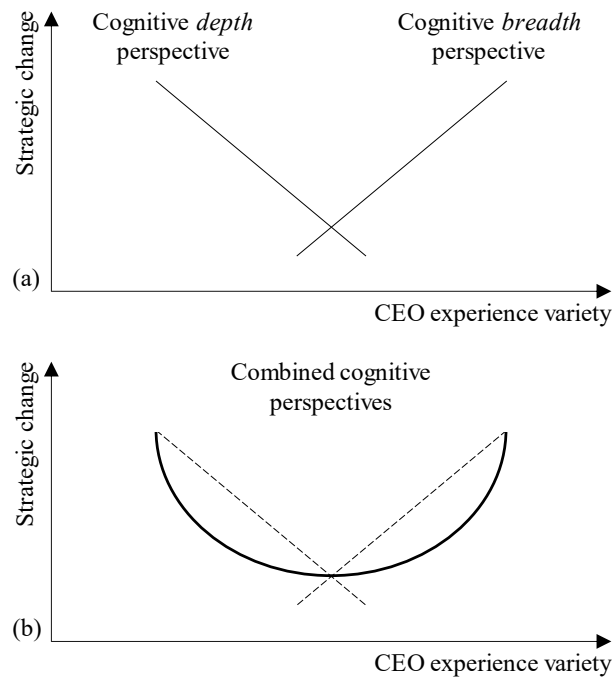 Cognitive depth
perspective
Cognitive breadth
perspective
Strategic change
(a)
CEO experience variety
Combined cognitive
perspectives
Strategic change
(b)
CEO experience variety